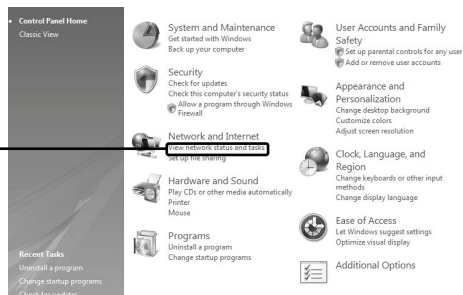 Control Panel Home
Classic View
System and Maintenance
Get started with Windows
Back up your computer
Security
Check for updates
Check this computer's security status
Allow a program through Windows
Firewall
Network and Internet
View network status and tasks
Set up file sharing
Hardware and Sound
Play CDs or other media automatically
Printer
Mouse
Programs
Uninstall a program
Change startup programs
User Accounts and Family
Safety
Set up parental controls for any user
Add or remove user accounts
Appearance and
Personalization
Change desktop background
Customize colors
Adjust screen resolution
Clock, Language, and
Region
Change keyboards or other input
methods
Change display language
Ease of Access
Let Windows suggest settings
Optimize visual display
Additional Options
Recent Tasks
Uninstall a program
Change startup programs
Check for updates